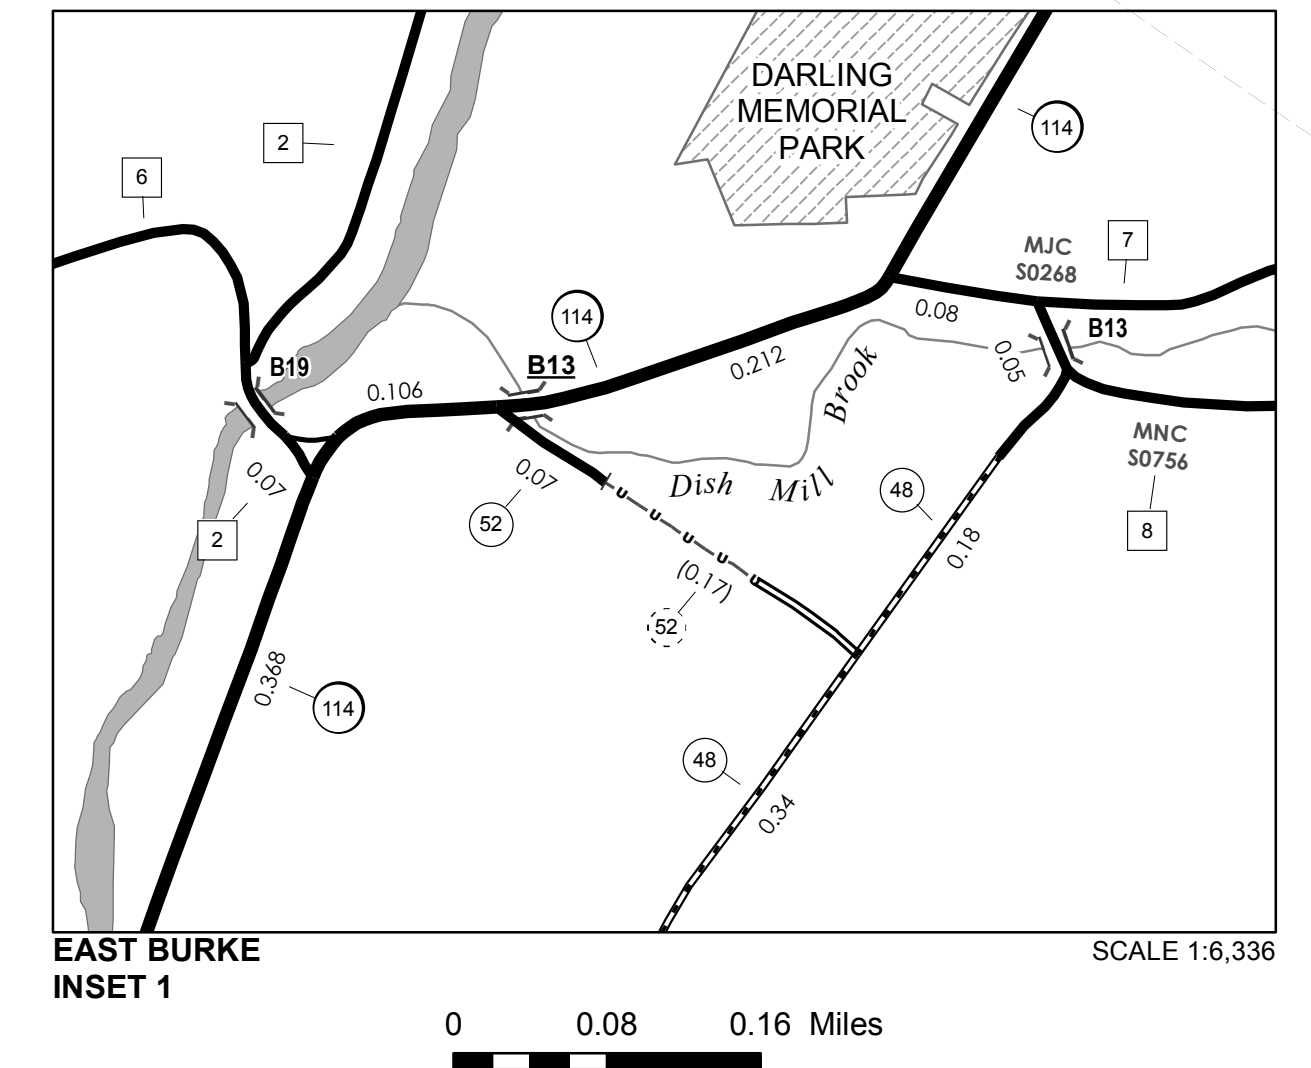 DARLING
MEMORIAL
PARK
114
2
6
MJC
S0268
7
114
0.08
B13
B13
B19
0.106
0.212
0.05
Brook
MNC
S0756
0.07
0.07
Dish Mill
48
52
2
8
0.18
(0.17)
52
0.368
114
48
0.34
U
U
U
U
U
EAST BURKE
INSET 1
SCALE 1:6,336
0 0.08 0.16 Miles